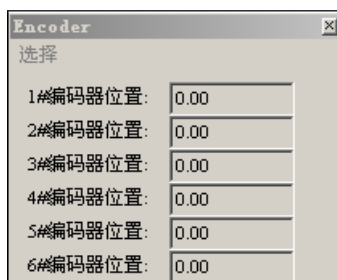 Encoder
选择
1#编码器位置: 0.00
2#编码器位置: 0.00
3#编码器位置: 0.00
4#编码器位置: 0.00
5#编码器位置: 0.00
6#编码器位置: 0.00